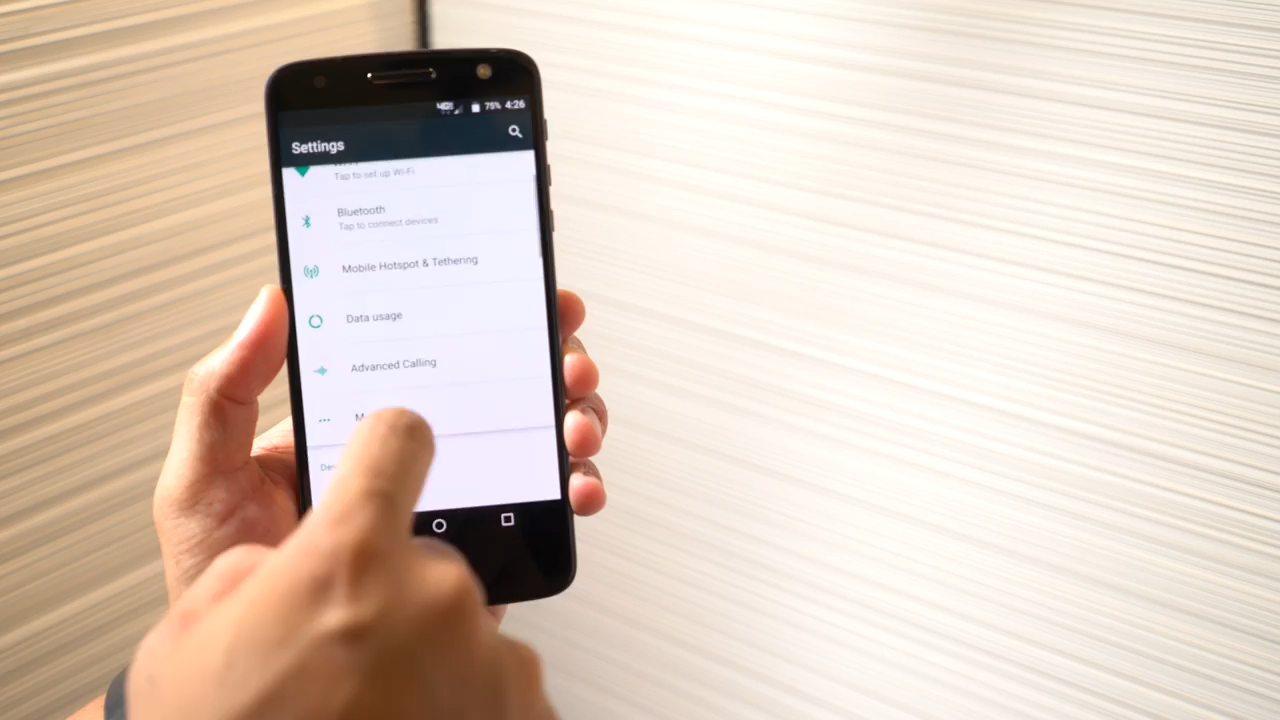 75% 4:26
Settings
Tap to set up Wi-Fi
Bluetooth
Tap to connect devices
Mobile Hotspot & Tethering
Data usage
Advanced Calling